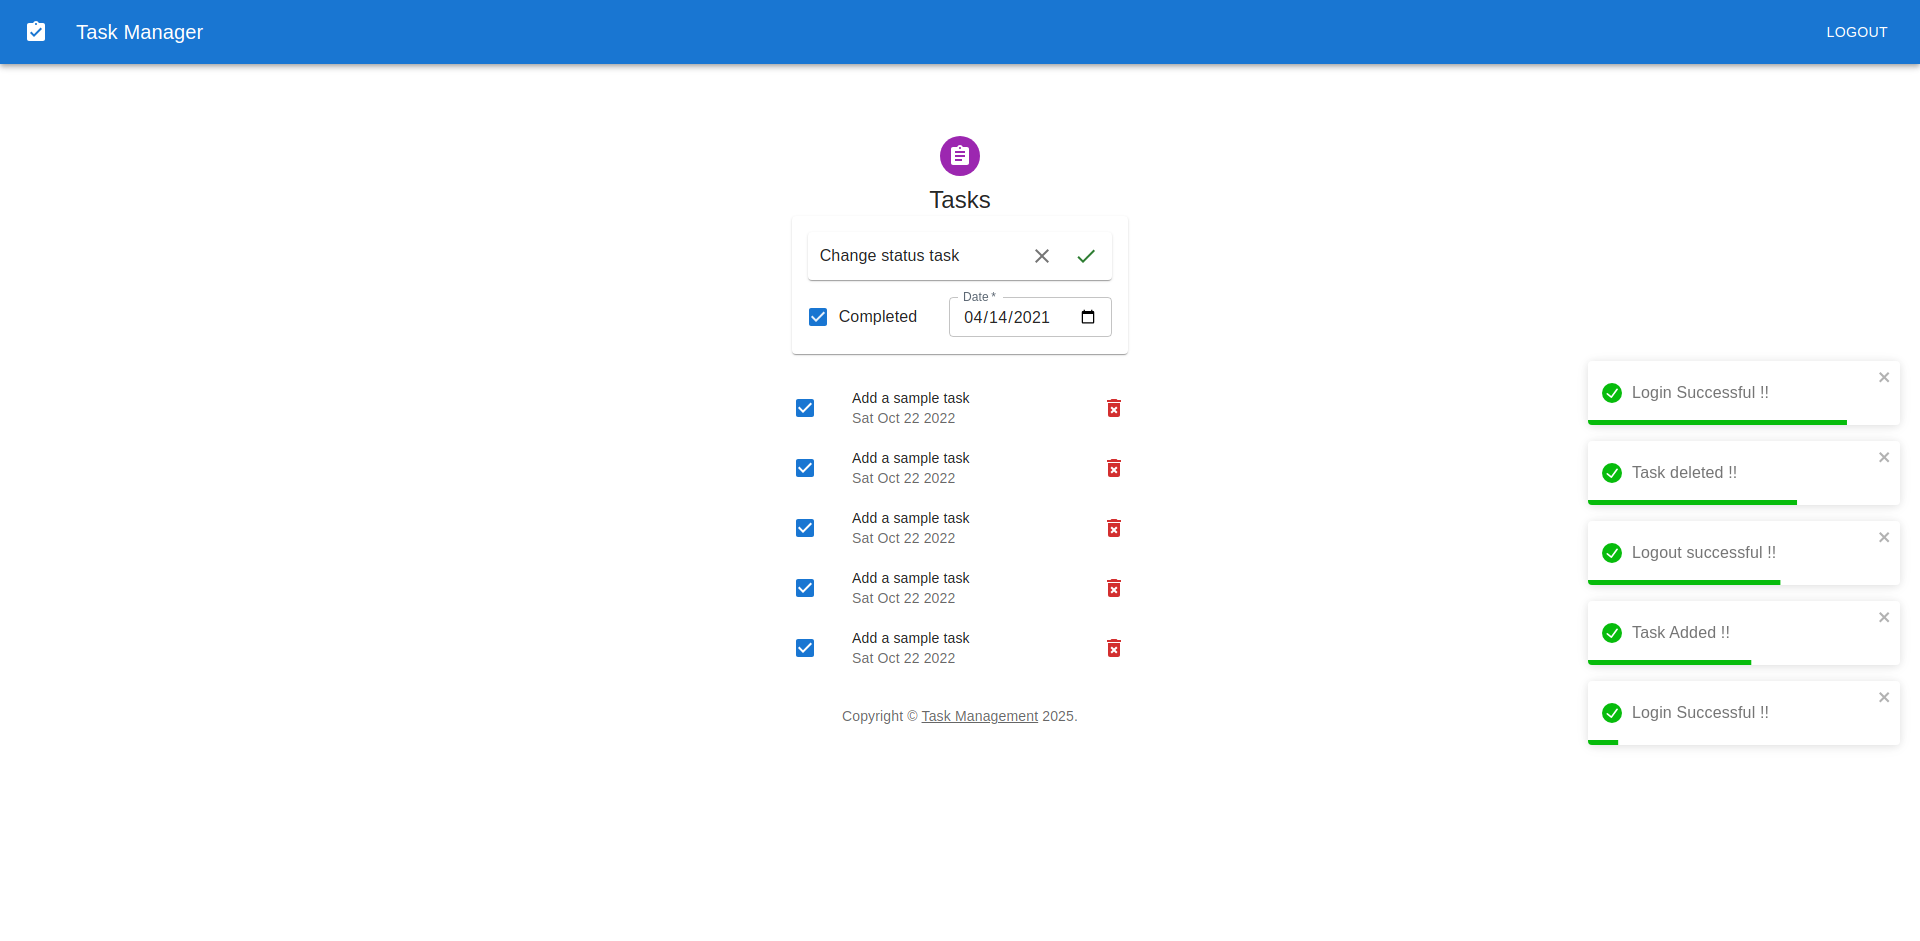 Task Manager
LOGOUT
Tasks
Change status task
Date *
Completed
04/14/2021
Add a sample task
Sat Oct 22 2022
Add a sample task
Sat Oct 22 2022
Add a sample task
Sat Oct 22 2022
Add a sample task
Sat Oct 22 2022
Add a sample task
Sat Oct 22 2022
Copyright © Task Management 2025.
Login Successful !!
Task deleted !!
Logout successful !!
Task Added !!
Login Successful !!